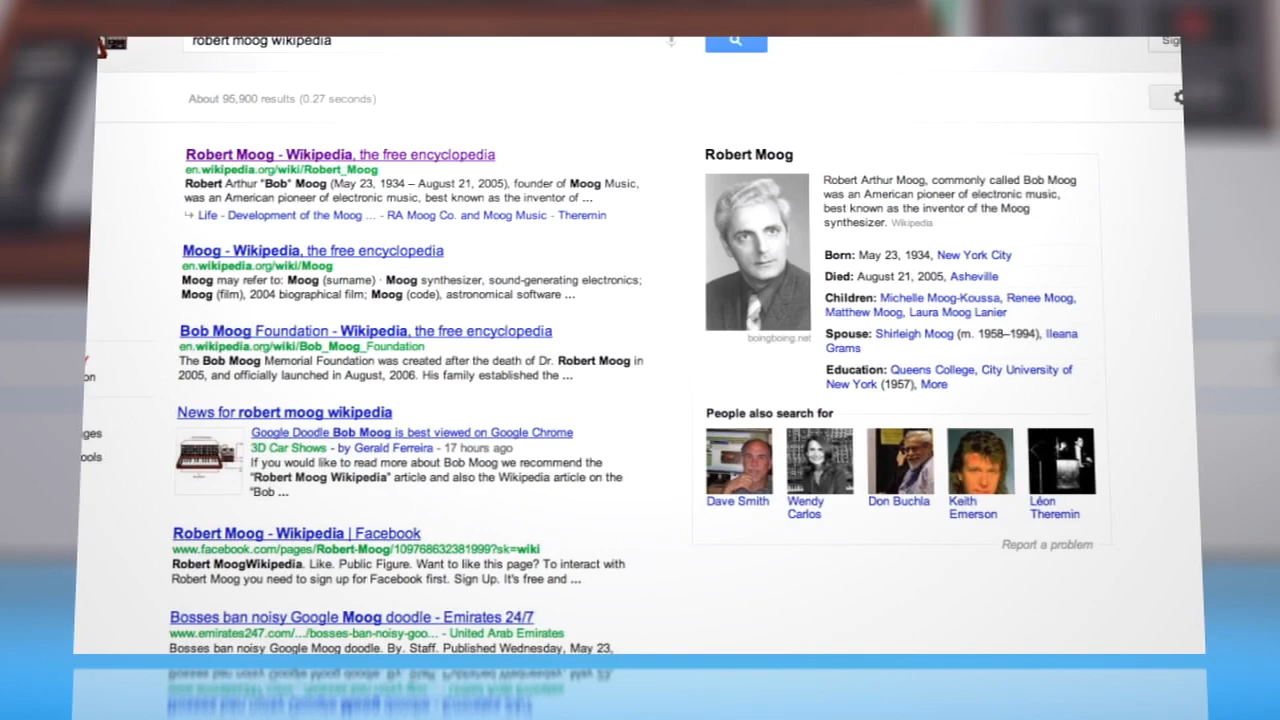 robert moog wikipedia
About 95,900 results (0.27 seconds)
Robert Moog - Wikipedia, the free encyclopedia
en.wikipedia.org/wiki/Robert_Moog
Robert Arthur "Bob" Moog (May 23, 1934 – August 21, 2005), founder of Moog Music,
was an American pioneer of electronic music, best known as the inventor of ...
Life - Development of the Moog ... - RA Moog Co. and Moog Music - Theremin
Moog - Wikipedia, the free encyclopedia
en.wikipedia.org/wiki/Moog
Moog may refer to: Moog (surname) · Moog synthesizer, sound-generating electronics;
Moog (film), 2004 biographical film; Moog (code), astronomical software ...
Bob Moog Foundation - Wikipedia, the free encyclopedia
en.wikipedia.org/wiki/Bob_Moog_Foundation
The Bob Moog Memorial Foundation was created after the death of Dr. Robert Moog in
2005, and officially launched in August, 2006. His family established the ...
News for robert moog wikipedia
Google Doodle Bob Moog is best viewed on Google Chrome
3D Car Shows - by Gerald Ferreira - 17 hours ago
If you would like to read more about Bob Moog we recommend the
"Robert Moog Wikipedia" article and also the Wikipedia article on the
"Bob ...
Robert Moog - Wikipedia | Facebook
www.facebook.com/pages/Robert-Moog/109768632381999?sk=wiki
Robert MoogWikipedia. Like. Public Figure. Want to like this page? To interact with
Robert Moog you need to sign up for Facebook first. Sign Up. It's free and ...
Bosses ban noisy Google Moog doodle - Emirates 24/7
www.emirates247.com/.../bosses-ban-noisy-goo... - United Arab Emirates
Bosses ban noisy Google Moog doodle. By. Staff. Published Wednesday, May 23,
Robert Moog
Robert Arthur Moog, commonly called Bob Moog
was an American pioneer of electronic music,
best known as the inventor of the Moog
synthesizer. Wikipedia
boingboing.net
Born: May 23, 1934, New York City
Died: August 21, 2005, Asheville
Children: Michelle Moog-Koussa, Renee Moog,
Matthew Moog, Laura Moog Lanier
Spouse: Shirleigh Moog (m. 1958–1994), Ileana
Grams
Education: Queens College, City University of
New York (1957), More
People also search for
Dave Smith
Wendy
Carlos
Don Buchla
Keith
Emerson
Léon
Theremin
Report a problem